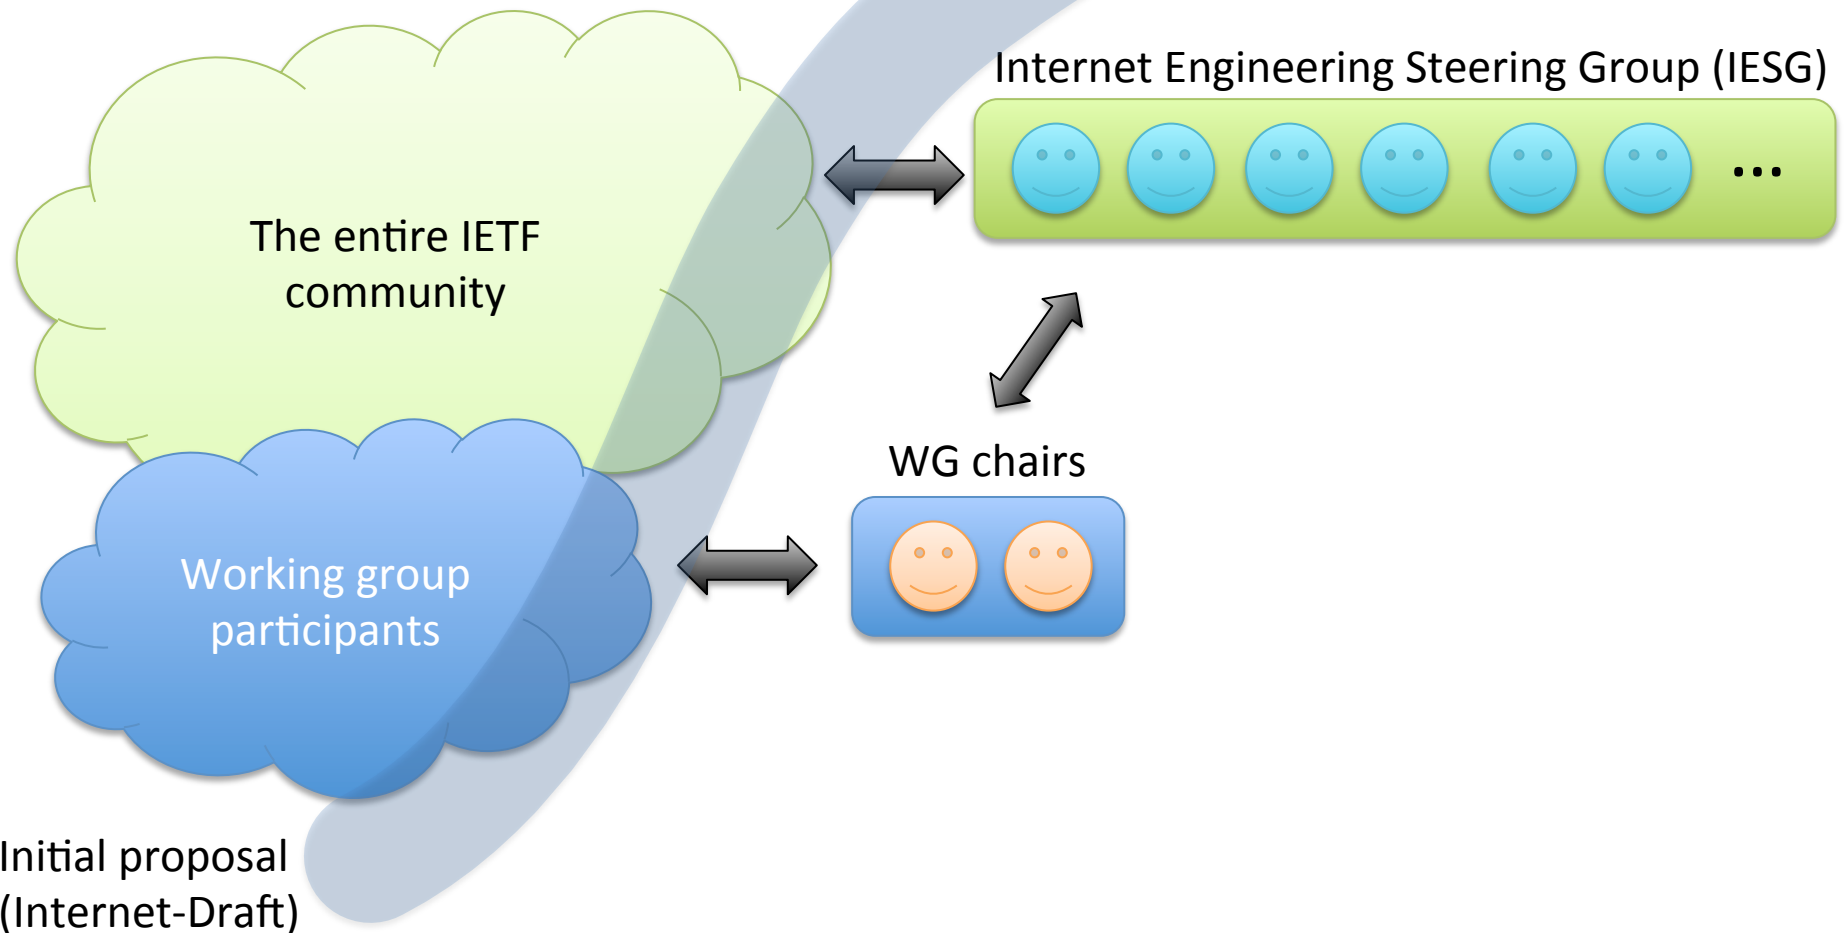 Internet Engineering Steering Group (IESG)
...
The entire IETF
community
WG chairs
Working group
participants
Initial proposal
(Internet-Draft)